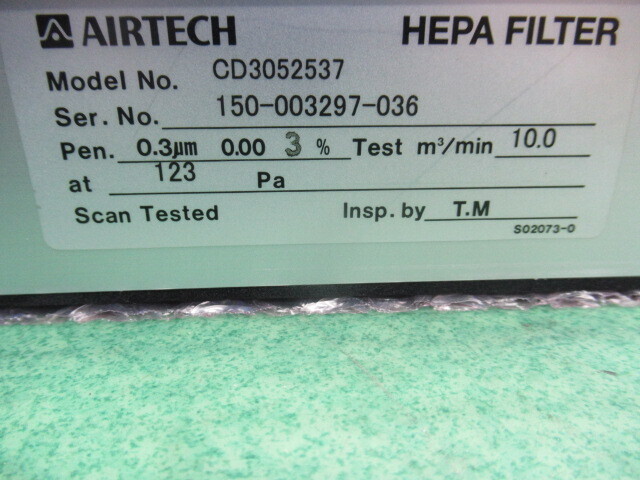 AIRTECH HEPA FILTER
Model No. CD3052537
Ser. No. 150-003297-036
Pen. 0.3μm 0.00 3 % Test m³/min 10.0
at 123 Pa
Scan Tested Insp. by T.M
S02073-0